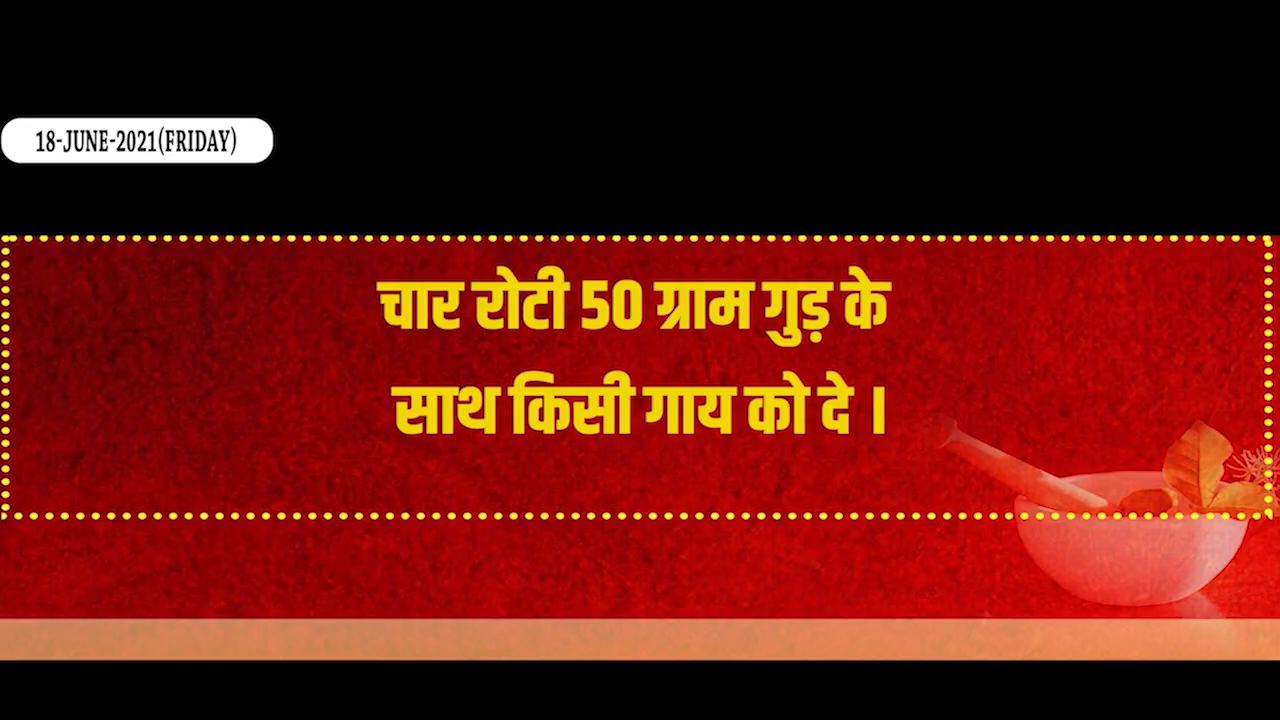 18-JUNE-2021(FRIDAY)
चार रोटी 50 ग्राम गुड़ के
साथ किसी गाय को दे ।